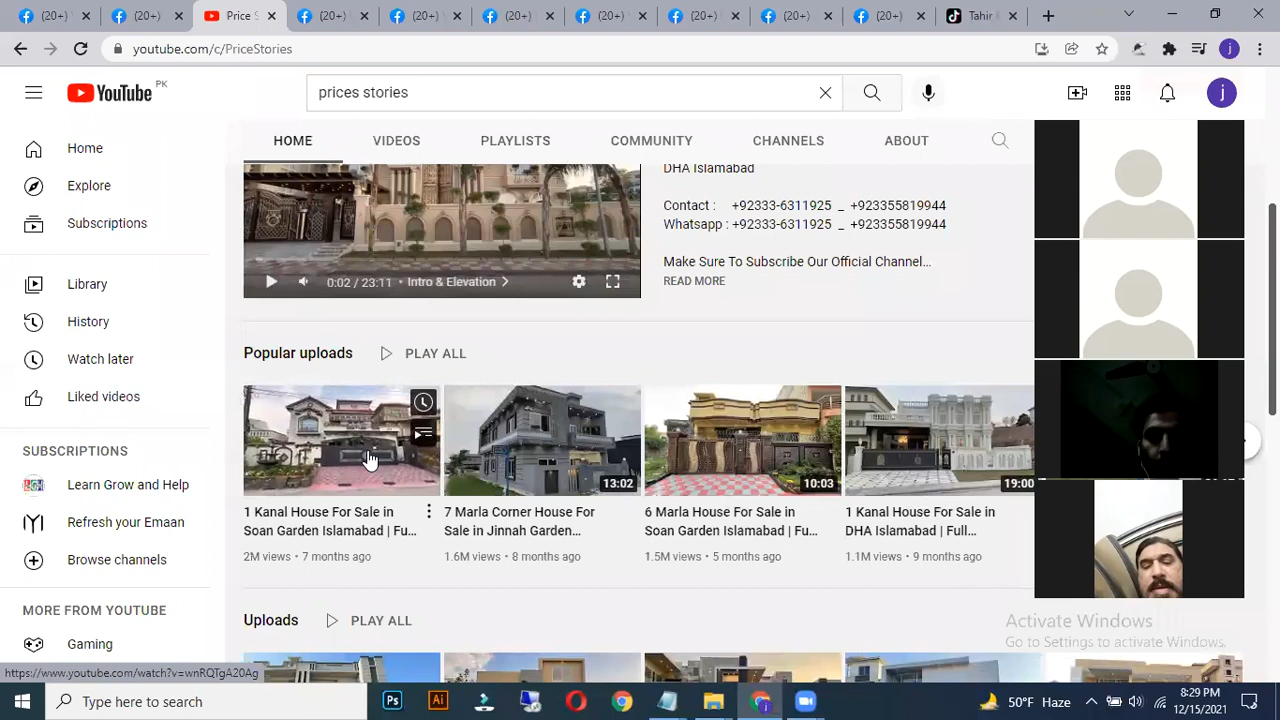 (20+)
(20+)
Price S
(20+)
(20+)
(20+)
(20+)
(20+)
(20+)
(20+)
Tahir
youtube.com/c/PriceStories
YouTube PK
prices stories
j
j
Home
Explore
Subscriptions
Library
History
Watch later
Liked videos
SUBSCRIPTIONS
Learn Grow and Help
Refresh your Emaan
Browse channels
MORE FROM YOUTUBE
Gaming
HOME VIDEOS PLAYLISTS COMMUNITY CHANNELS ABOUT
DHA Islamabad
Contact : +92333-6311925 _ +923355819944
Whatsapp : +92333-6311925 _ +923355819944
Make Sure To Subscribe Our Official Channel...
READ MORE
0:02 / 23:11 • Intro & Elevation
Popular uploads PLAY ALL
1 Kanal House For Sale in
Soan Garden Islamabad | Fu...
2M views • 7 months ago
13:02
7 Marla Corner House For
Sale in Jinnah Garden...
1.6M views • 8 months ago
10:03
6 Marla House For Sale in
Soan Garden Islamabad | Fu...
1.5M views • 5 months ago
19:00
1 Kanal House For Sale in
DHA Islamabad | Full...
1.1M views • 9 months ago
Uploads PLAY ALL
Activate Windows
Go to Settings to activate Windows.
https://www.youtube.com/watch?v=wnRQTgA20Ag
Type here to search
Ps
Ai
50°F Haze
8:29 PM
12/15/2021